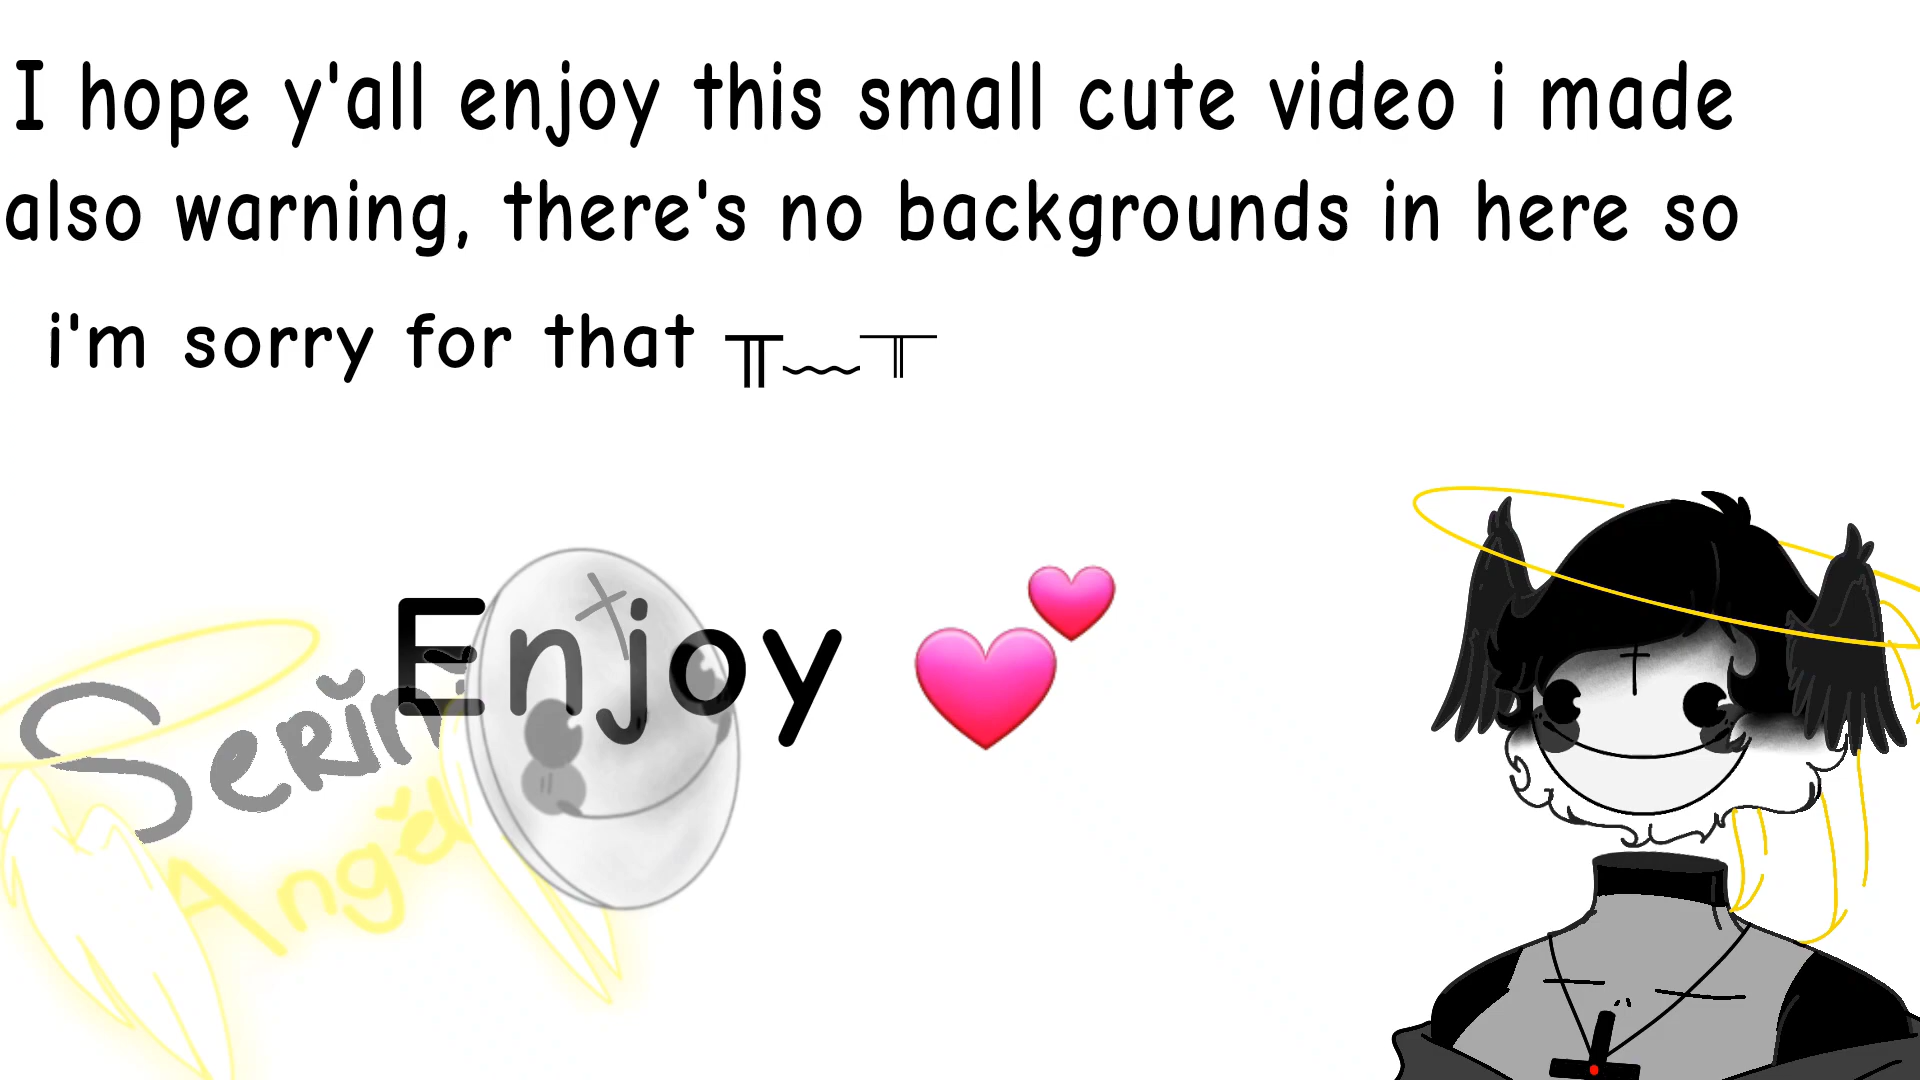 I hope y'all enjoy this small cute video i made
also warning, there's no backgrounds in here so
i'm sorry for that ╥﹏╥
Enjoy 💕
Angel